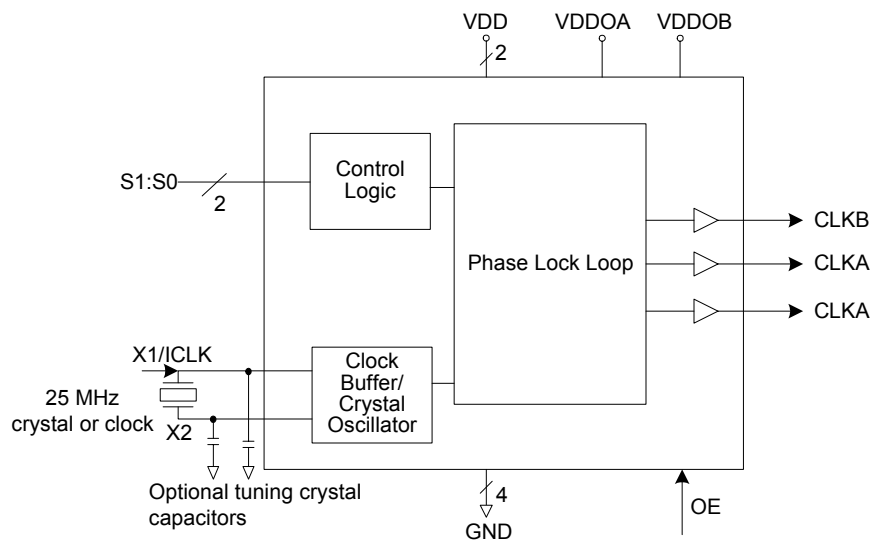 VDD
VDDOA
VDDOB
2
S1:S0
2
Control
Logic
Phase Lock Loop
CLKB
CLKA
CLKA
X1/ICLK
25 MHz
crystal or clock
X2
Clock
Buffer/
Crystal
Oscillator
Optional tuning crystal
capacitors
4
GND
OE